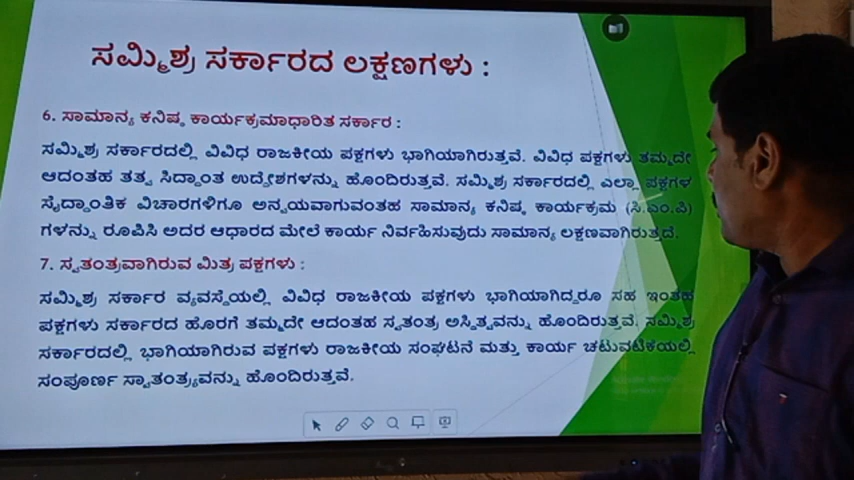 ಸಮ್ಮಿಶ್ರ ಸರ್ಕಾರದ ಲಕ್ಷಣಗಳು :
6. ಸಾಮಾನ್ಯ ಕನಿಷ್ಠ ಕಾರ್ಯಕ್ರಮಾಧಾರಿತ ಸರ್ಕಾರ :
ಸಮ್ಮಿಶ್ರ ಸರ್ಕಾರದಲ್ಲಿ ವಿವಿಧ ರಾಜಕೀಯ ಪಕ್ಷಗಳು ಭಾಗಿಯಾಗಿರುತ್ತವೆ. ವಿವಿಧ ಪಕ್ಷಗಳು ತಮ್ಮದೇ
ಆದಂತಹ ತತ್ವ ಸಿದ್ಧಾಂತ ಉದ್ದೇಶಗಳನ್ನು ಹೊಂದಿರುತ್ತವೆ. ಸಮ್ಮಿಶ್ರ ಸರ್ಕಾರದಲ್ಲಿ ಎಲ್ಲಾ ಪಕ್ಷಗಳ
ಸೈದ್ಧಾಂತಿಕ ವಿಚಾರಗಳಿಗೂ ಅನ್ವಯವಾಗುವಂತಹ ಸಾಮಾನ್ಯ ಕನಿಷ್ಠ ಕಾರ್ಯಕ್ರಮ (ಸಿ.ಎಂ.ಪಿ)
ಗಳನ್ನು ರೂಪಿಸಿ ಅದರ ಆಧಾರದ ಮೇಲೆ ಕಾರ್ಯ ನಿರ್ವಹಿಸುವುದು ಸಾಮಾನ್ಯ ಲಕ್ಷಣವಾಗಿರುತ್ತದೆ.
7. ಸ್ವತಂತ್ರವಾಗಿರುವ ಮಿತ್ರ ಪಕ್ಷಗಳು :
ಸಮ್ಮಿಶ್ರ ಸರ್ಕಾರ ವ್ಯವಸ್ಥೆಯಲ್ಲಿ ವಿವಿಧ ರಾಜಕೀಯ ಪಕ್ಷಗಳು ಭಾಗಿಯಾಗಿದ್ದರೂ ಸಹ ಇಂತಹ
ಪಕ್ಷಗಳು ಸರ್ಕಾರದ ಹೊರಗೆ ತಮ್ಮದೇ ಆದಂತಹ ಸ್ವತಂತ್ರ ಅಸ್ತಿತ್ವವನ್ನು ಹೊಂದಿರುತ್ತವೆ. ಸಮ್ಮಿಶ್ರ
ಸರ್ಕಾರದಲ್ಲಿ ಭಾಗಿಯಾಗಿರುವ ಪಕ್ಷಗಳು ರಾಜಕೀಯ ಸಂಘಟನೆ ಮತ್ತು ಕಾರ್ಯ ಚಟುವಟಿಕೆಯಲ್ಲಿ
ಸಂಪೂರ್ಣ ಸ್ವಾತಂತ್ರ್ಯವನ್ನು ಹೊಂದಿರುತ್ತವೆ.